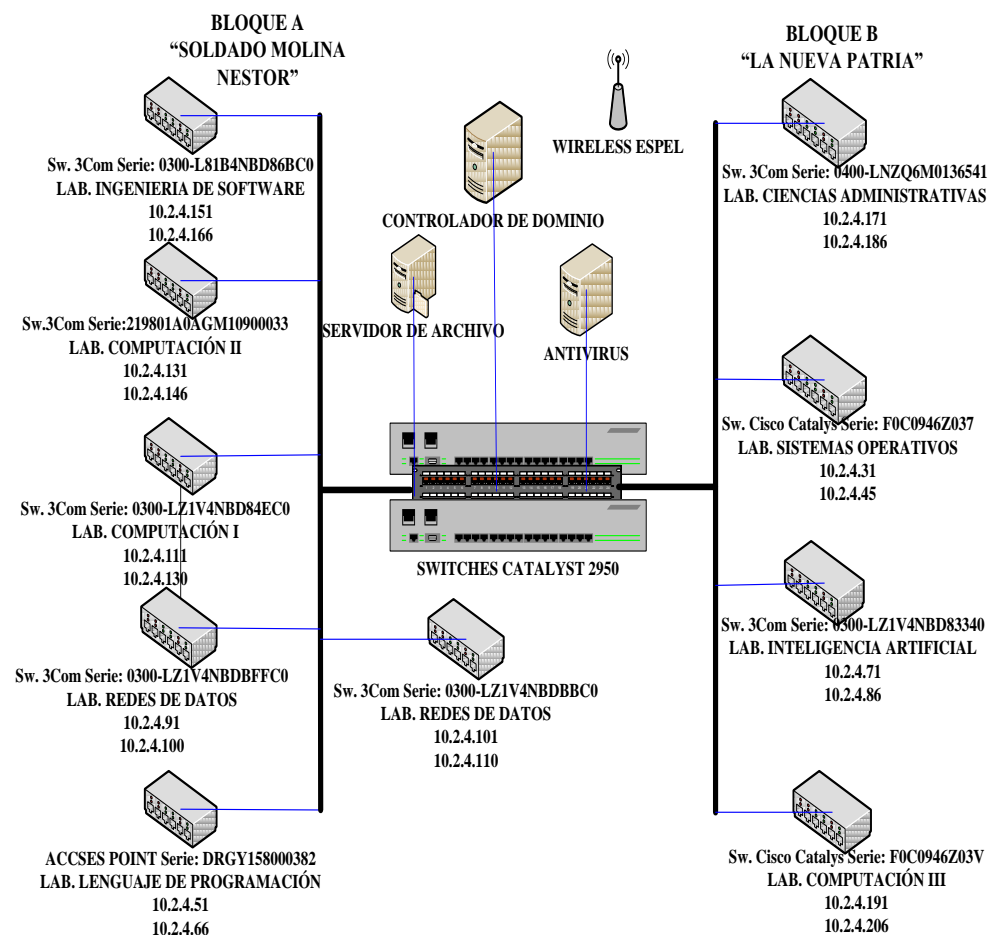 BLOQUE A
“SOLDADO MOLINA
NESTOR”
Sw. 3Com Serie: 0300-L81B4NBD86BC0
LAB. INGENIERIA DE SOFTWARE
10.2.4.151
10.2.4.166
Sw.3Com Serie:219801A0AGM10900033
LAB. COMPUTACIÓN II
10.2.4.131
10.2.4.146
Sw. 3Com Serie: 0300-LZ1V4NBD84EC0
LAB. COMPUTACIÓN I
10.2.4.111
10.2.4.130
Sw. 3Com Serie: 0300-LZ1V4NBDBFFC0
LAB. REDES DE DATOS
10.2.4.91
10.2.4.100
ACCSES POINT Serie: DRGY158000382
LAB. LENGUAJE DE PROGRAMACIÓN
10.2.4.51
10.2.4.66
WIRELESS ESPEL
CONTROLADOR DE DOMINIO
SERVIDOR DE ARCHIVO
ANTIVIRUS
SWITCHES CATALYST 2950
Sw. 3Com Serie: 0300-LZ1V4NBDBBC0
LAB. REDES DE DATOS
10.2.4.101
10.2.4.110
BLOQUE B
“LA NUEVA PATRIA”
Sw. 3Com Serie: 0400-LNZQ6M0136541
LAB. CIENCIAS ADMINISTRATIVAS
10.2.4.171
10.2.4.186
Sw. Cisco Catalys Serie: F0C0946Z037
LAB. SISTEMAS OPERATIVOS
10.2.4.31
10.2.4.45
Sw. 3Com Serie: 0300-LZ1V4NBD83340
LAB. INTELIGENCIA ARTIFICIAL
10.2.4.71
10.2.4.86
Sw. Cisco Catalys Serie: F0C0946Z03V
LAB. COMPUTACIÓN III
10.2.4.191
10.2.4.206